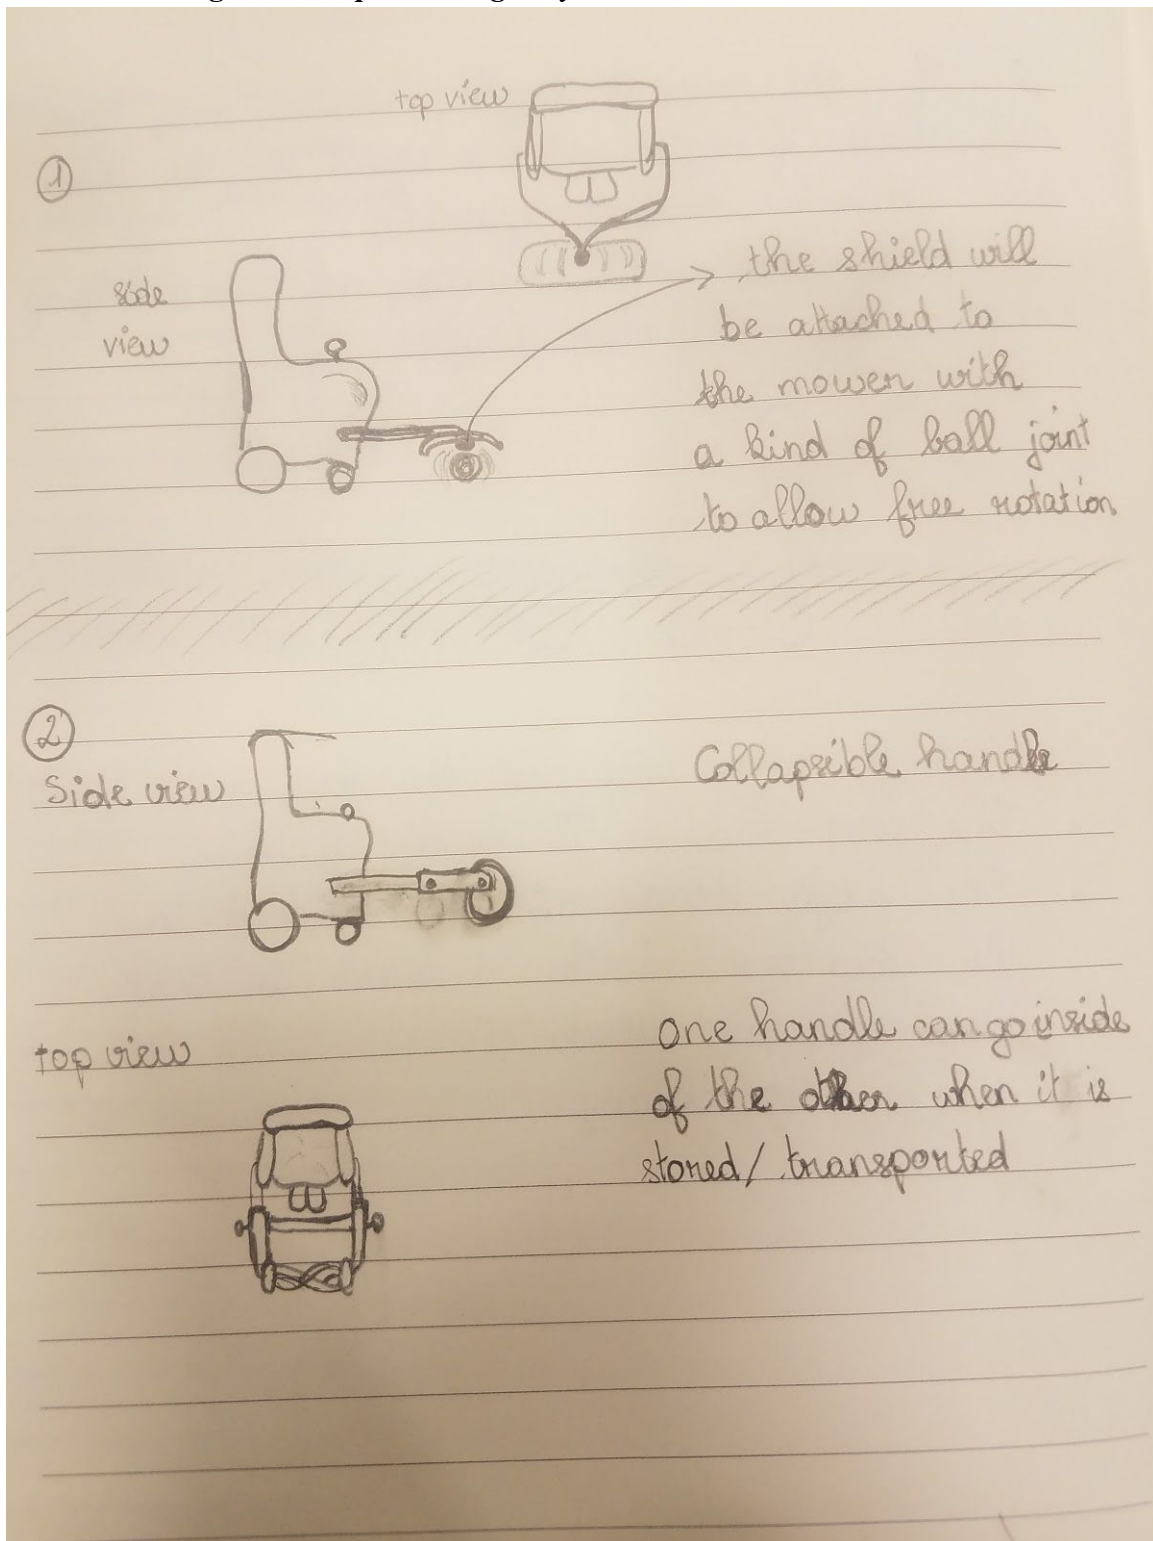 top view
①
the shield will
side
view
be attached to
the mower with
a kind of ball joint
to allow free rotation
②
Side view
Collapsible handle
one handle can go inside
top view
of the other when it is
stored/transported